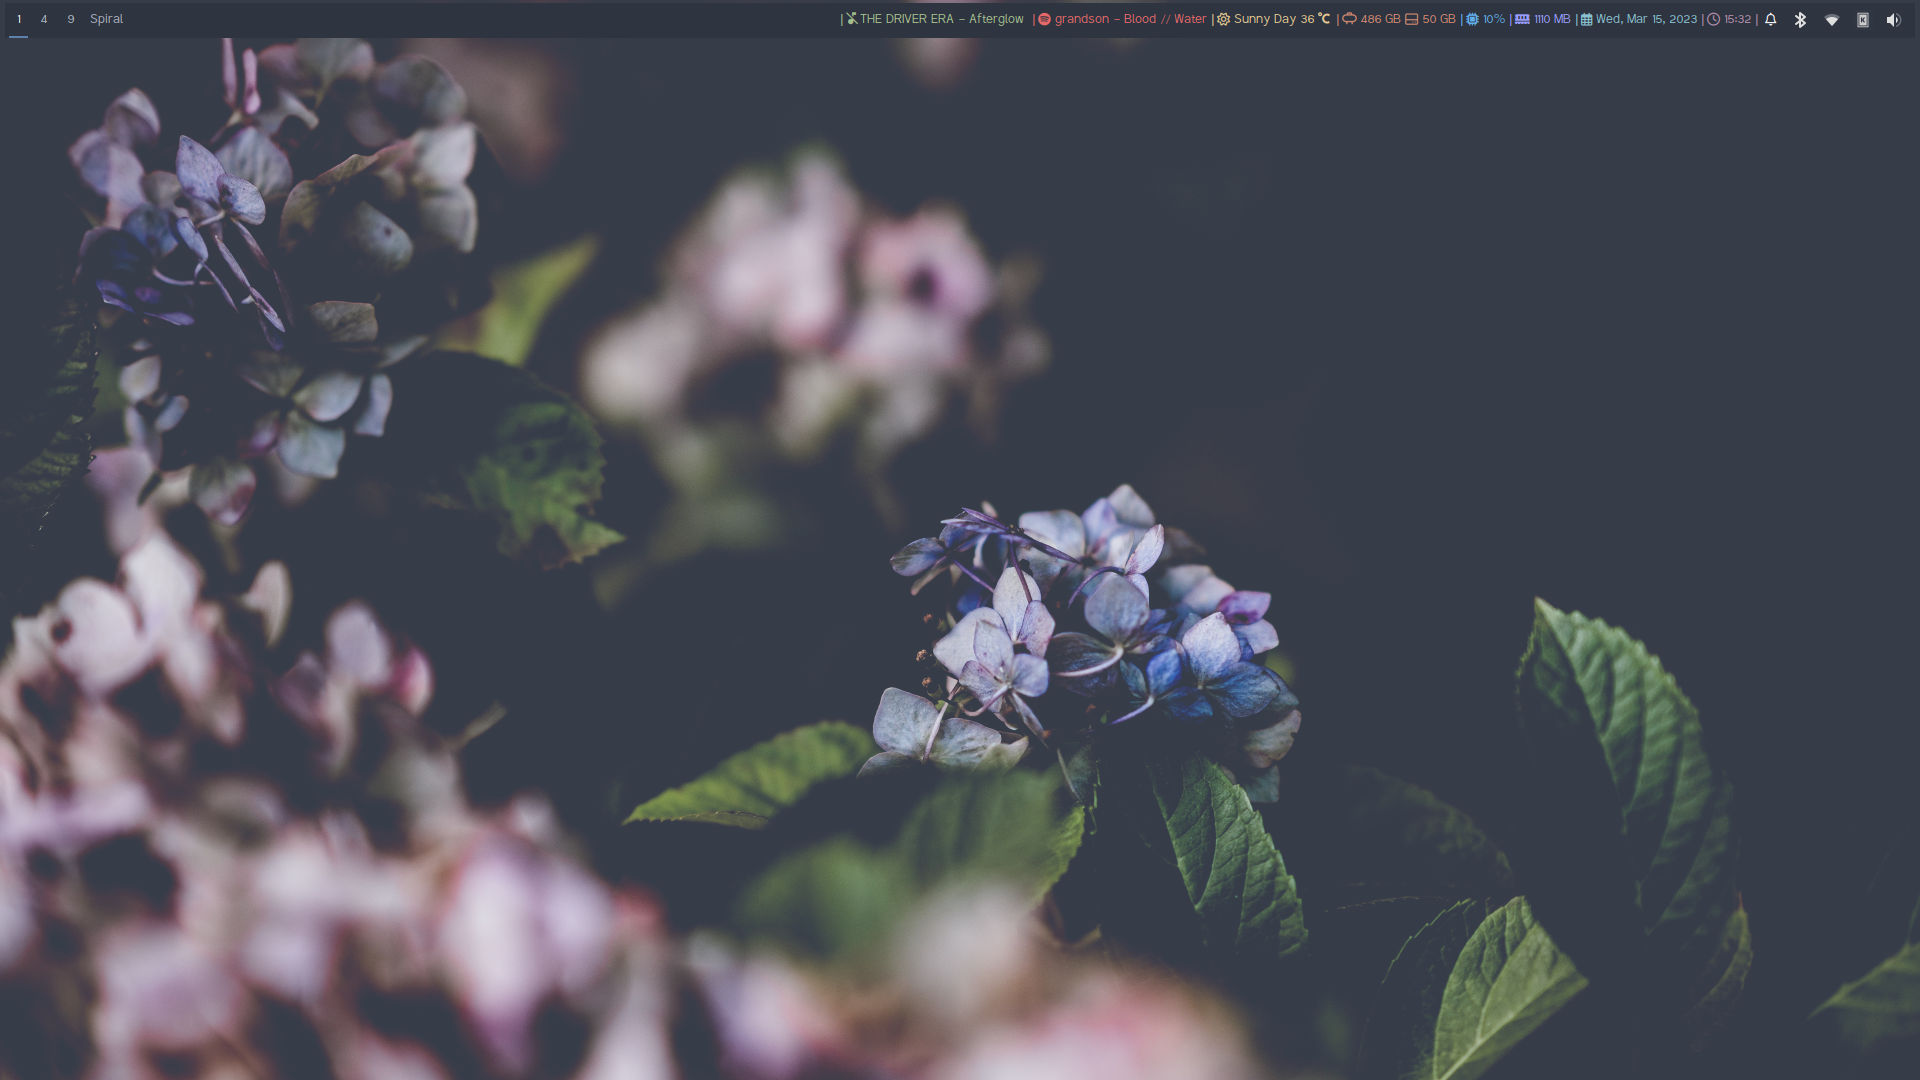 1 4 9 Spiral | THE DRIVER ERA – Afterglow | grandson – Blood // Water | Sunny Day 36 °C | 486 GB 50 GB | 10% | 1110 MB | Wed, Mar 15, 2023 | 15:32 |